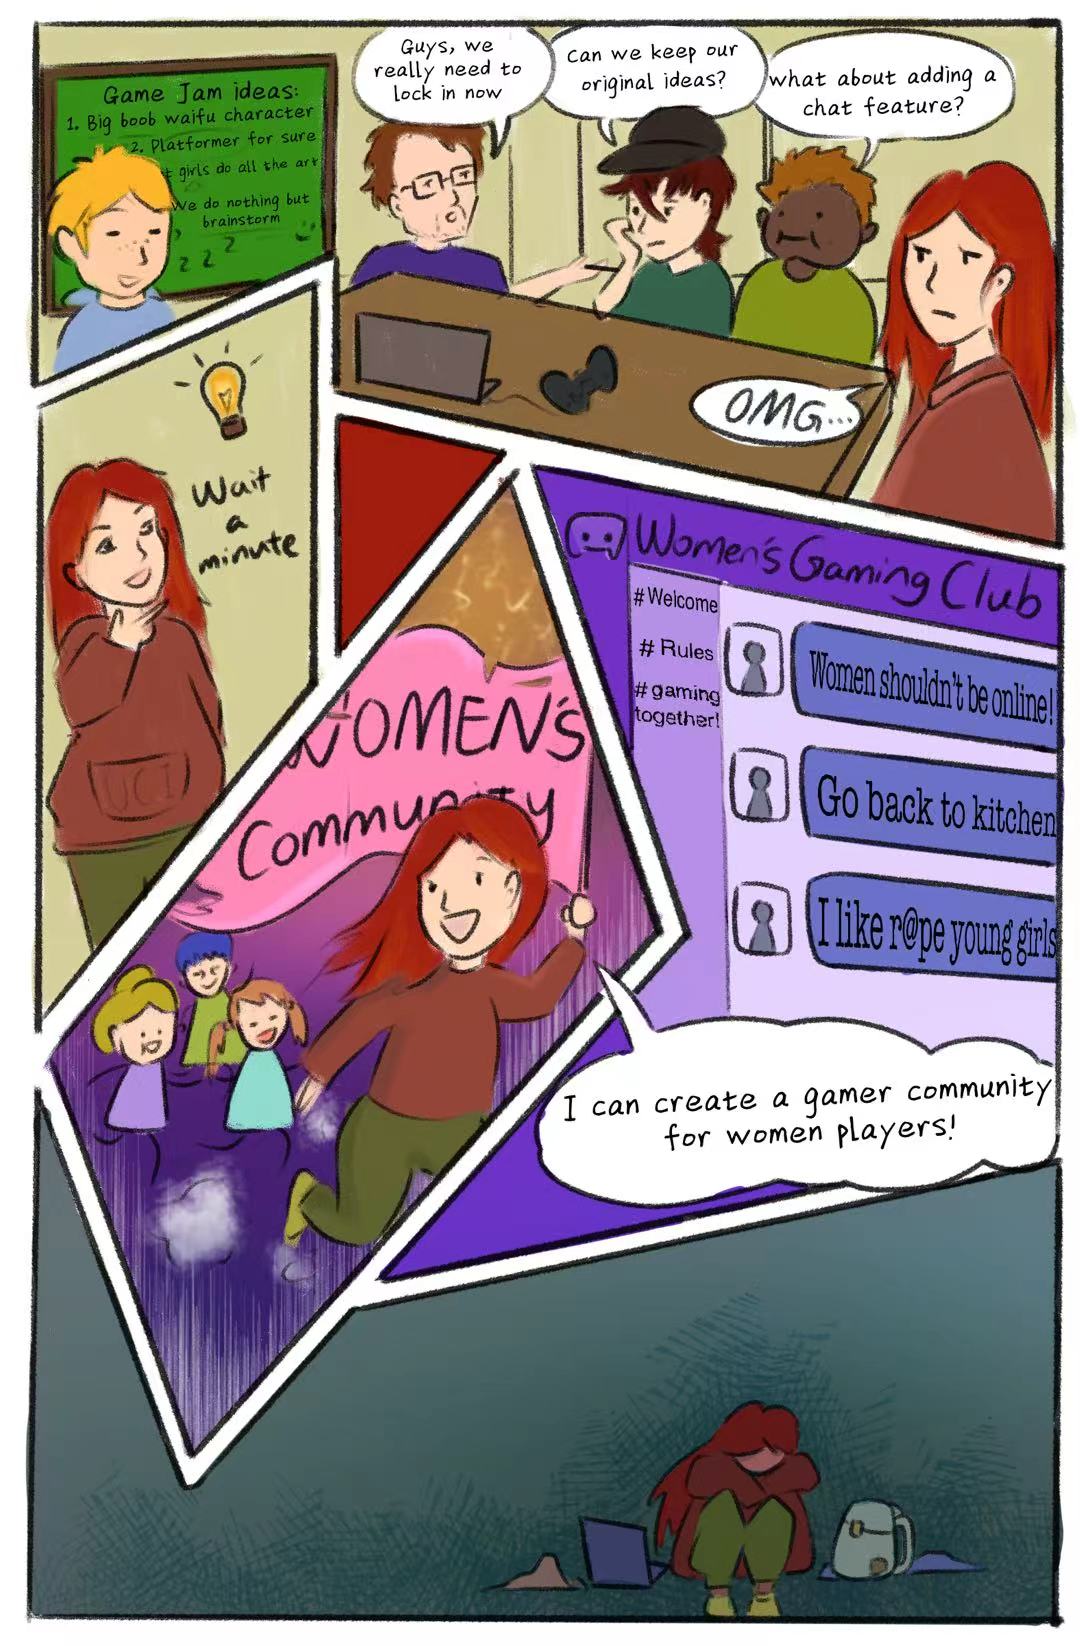 Game Jam ideas:
1. Big boob waifu character
2. Platformer for sure
t girls do all the art
We do nothing but
brainstorm
z z z
Guys, we
really need to
lock in now
Can we keep our
original ideas?
what about adding a
chat feature?
OMG...
Wait
a
minute
UCI
WOMEN's
Community
Women's Gaming Club
#Welcome
# Rules
# gaming
together!
Women shouldn't be online!
Go back to kitchen
I like r@pe young girls
I can create a gamer community
for women players!